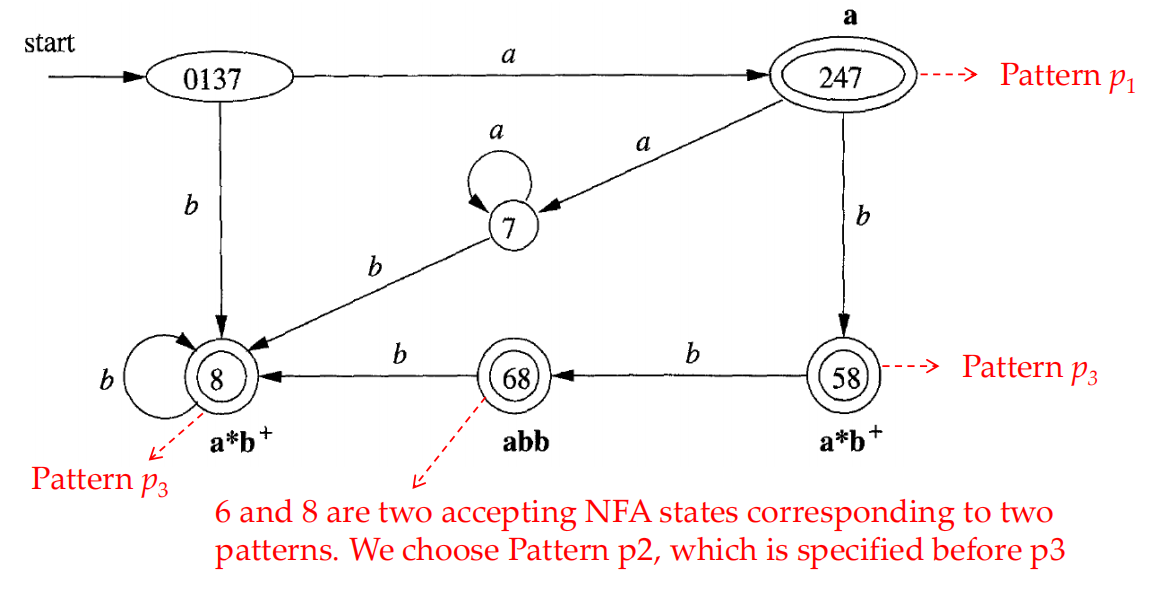 a
start
a
0137
247
Pattern p1
a
a
b
7
b
b
b
b
b
8
68
58
Pattern p3
a*b+
abb
a*b+
Pattern p3
6 and 8 are two accepting NFA states corresponding to two
patterns. We choose Pattern p2, which is specified before p3